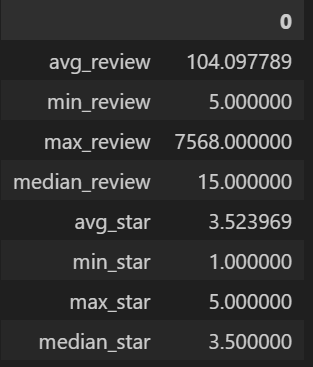 0
avg_review 104.097789
min_review 5.000000
max_review 7568.000000
median_review 15.000000
avg_star 3.523969
min_star 1.000000
max_star 5.000000
median_star 3.500000